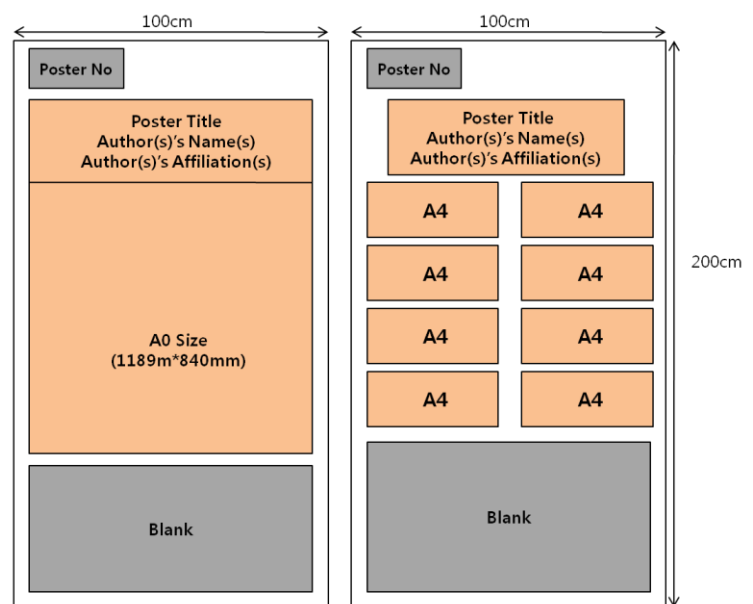 100cm
100cm
Poster No
Poster Title
Author(s)'s Name(s)
Author(s)'s Affiliation(s)
A0 Size
(1189m*840mm)
Blank
Poster No
Poster Title
Author(s)'s Name(s)
Author(s)'s Affiliation(s)
A4 A4
A4 A4
A4 A4
A4 A4
Blank
200cm